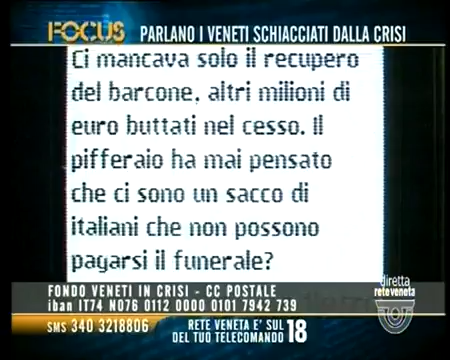 FOCUS PARLANO I VENETI SCHIACCIATI DALLA CRISI
Ci mancava solo il recupero
del barcone, altri milioni di
euro buttati nel cesso. Il
pifferaio ha mai pensato
che ci sono un sacco di
italiani che non possono
pagarsi il funerale?
FONDO VENETI IN CRISI - CC POSTALE
iban IT74 N076 0112 0000 0101 7942 739
diretta
reteveneta
SMS 340 3218806
RETE VENETA E' SUL
DEL TUO TELECOMANDO 18